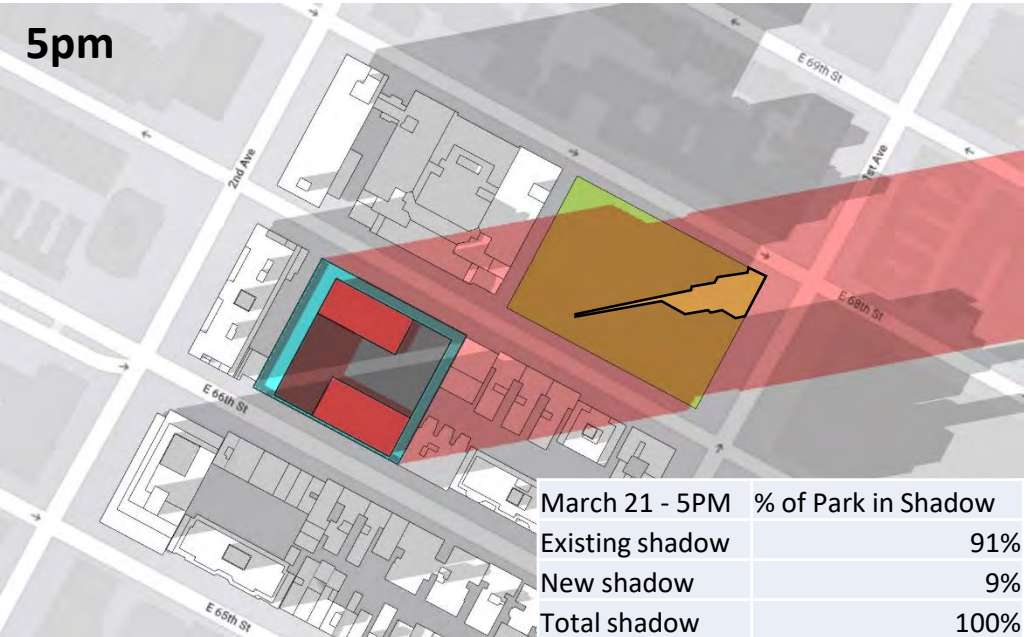 5pm
E 69th St
2nd Ave
1st Ave
E 68th St
E 66th St
E 65th St
March 21 - 5PM % of Park in Shadow
Existing shadow 91%
New shadow 9%
Total shadow 100%